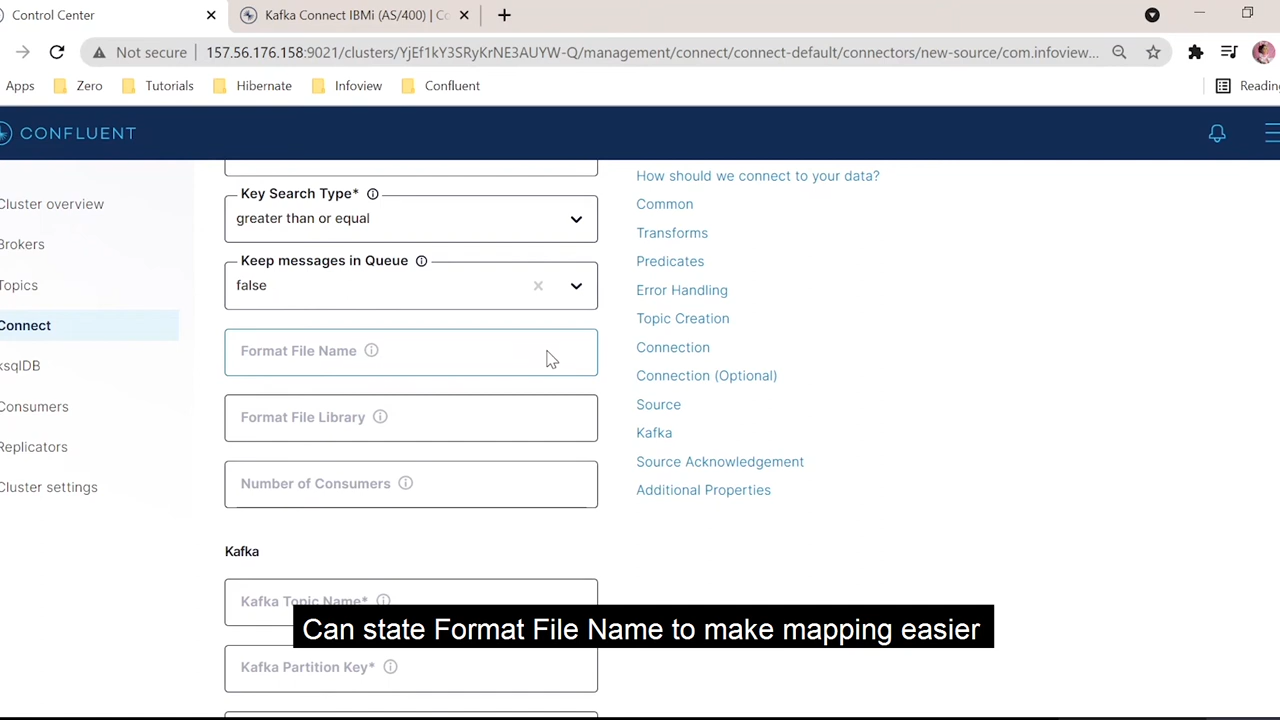 Control Center
Kafka Connect IBMi (AS/400) | Co
Not secure
157.56.176.158:9021/clusters/YjEf1kY3SRyKrNE3AUYW-Q/management/connect/connect-default/connectors/new-source/com.infoview...
Apps
Zero
Tutorials
Hibernate
Infoview
Confluent
Reading
CONFLUENT
Cluster overview
Brokers
Topics
Connect
ksqlDB
Consumers
Replicators
Cluster settings
Key Search Type*
greater than or equal
Keep messages in Queue
false
Format File Name
Format File Library
Number of Consumers
Kafka
Kafka Topic Name*
Kafka Partition Key*
How should we connect to your data?
Common
Transforms
Predicates
Error Handling
Topic Creation
Connection
Connection (Optional)
Source
Kafka
Source Acknowledgement
Additional Properties
Can state Format File Name to make mapping easier